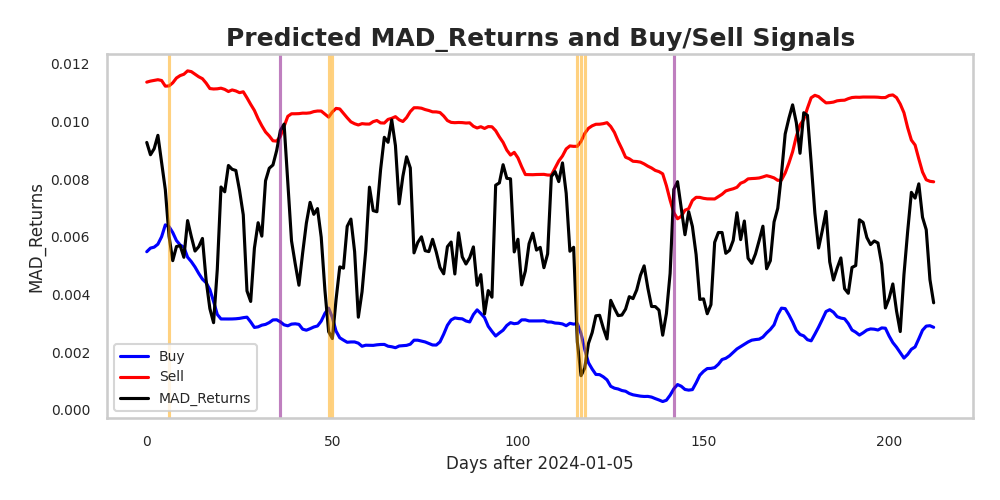 Predicted MAD_Returns and Buy/Sell Signals
MAD_Returns
0.012
0.010
0.008
0.006
0.004
0.002
0.000
Buy
Sell
MAD_Returns
0 50 100 150 200
Days after 2024-01-05